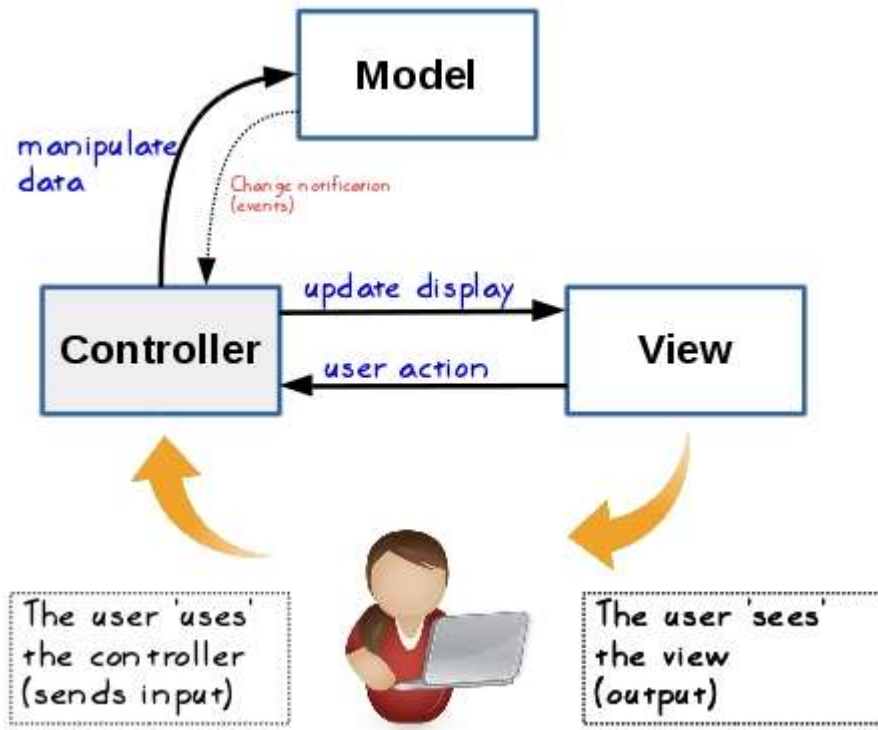 Model
manipulate
data
Change notification
(events)
Controller
update display
user action
View
The user 'uses'
the controller
(sends input)
The user 'sees'
the view
(output)